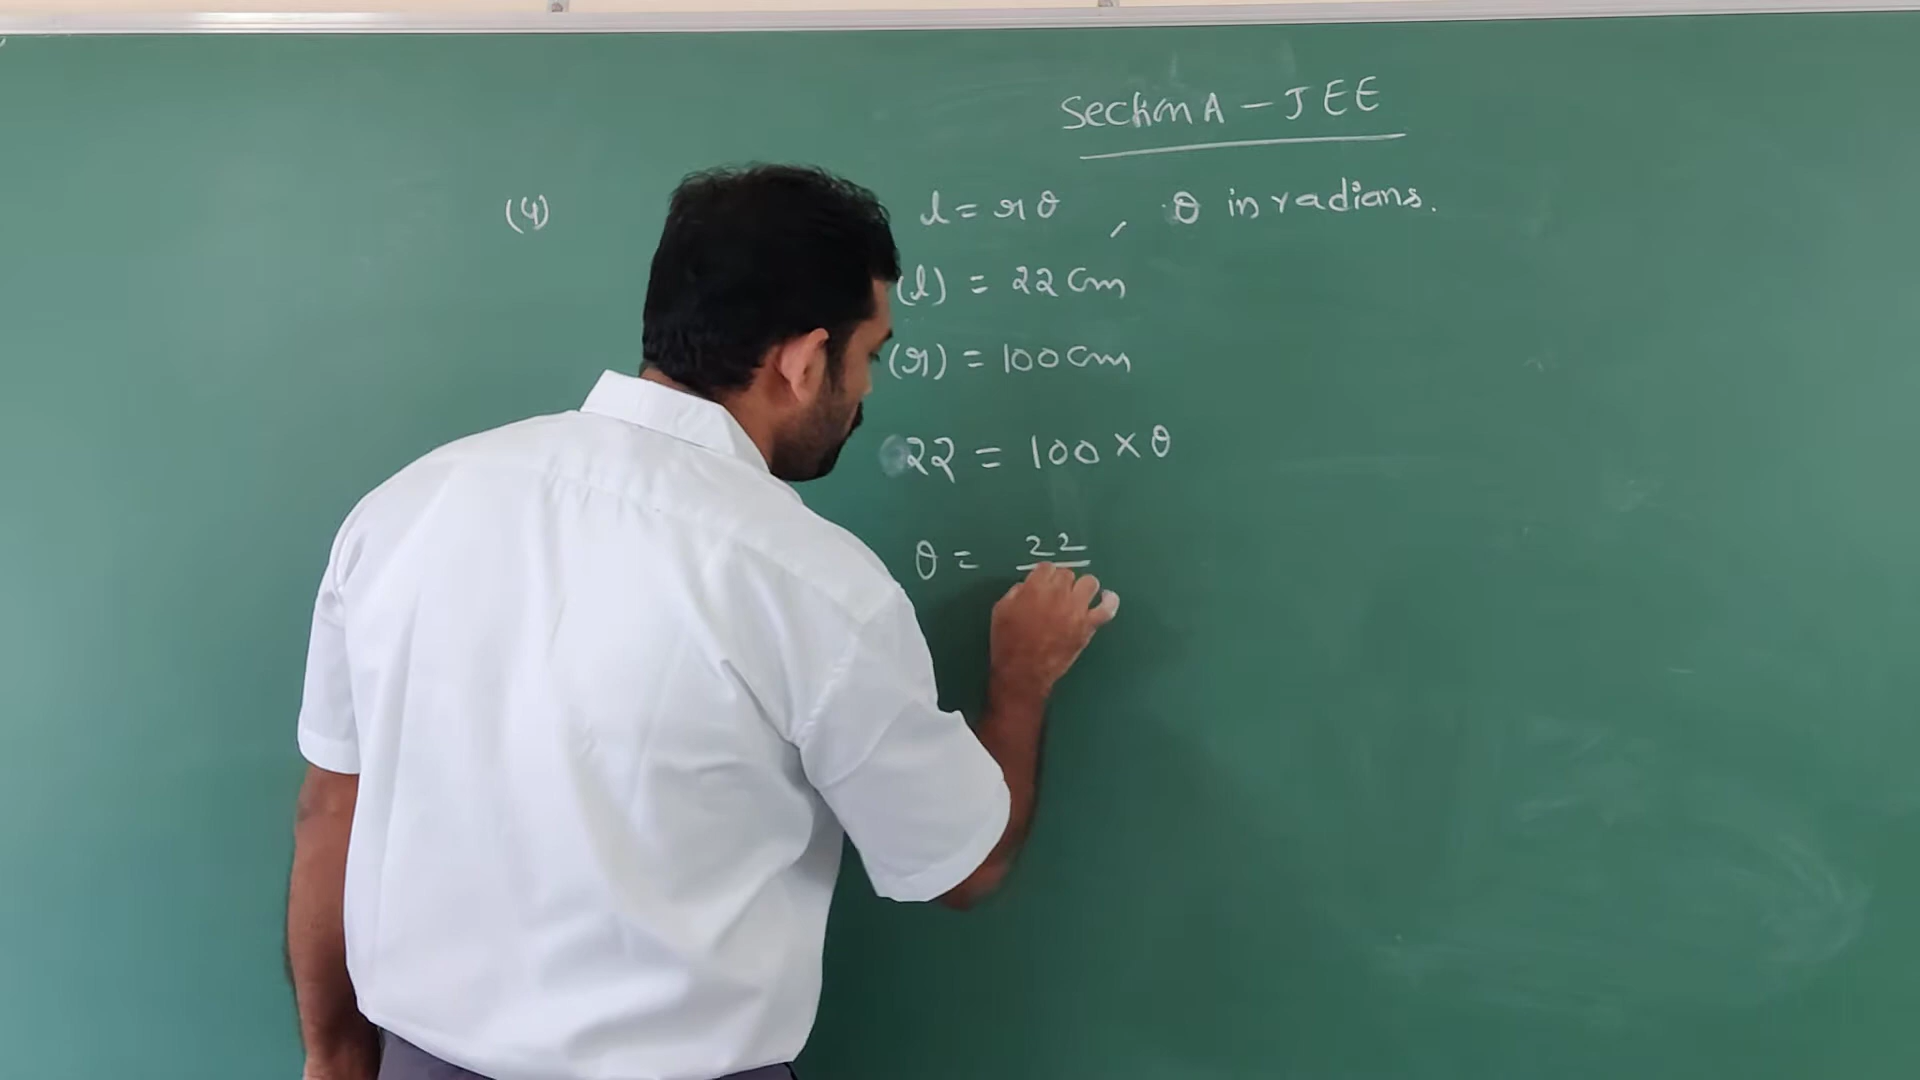 Section A - JEE
(4)
l = rθ , θ in radians.
(l) = 22 cm
(r) = 100 cm
22 = 100 × θ
θ = 22